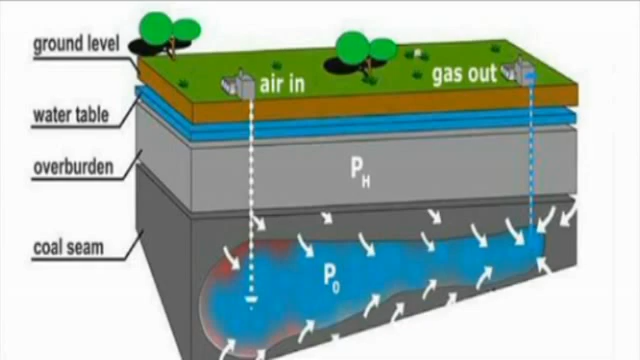 ground level
air in
gas out
water table
overburden
P_H
coal seam
P_0